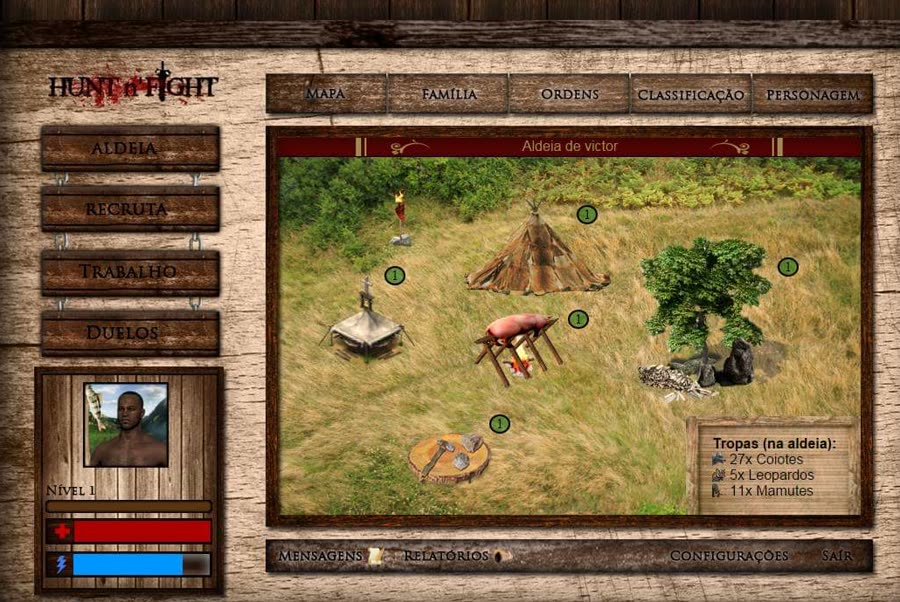 HUNT n' FIGHT
MAPA
FAMÍLIA
ORDENS
CLASSIFICAÇÃO
PERSONAGEM
ALDEIA
RECRUTA
TRABALHO
DUELOS
Nível 1
Aldeia de victor
1
1
1
1
1
Tropas (na aldeia):
27x Coiotes
5x Leopardos
11x Mamutes
MENSAGENS
RELATÓRIOS
CONFIGURAÇÕES
SAÍR